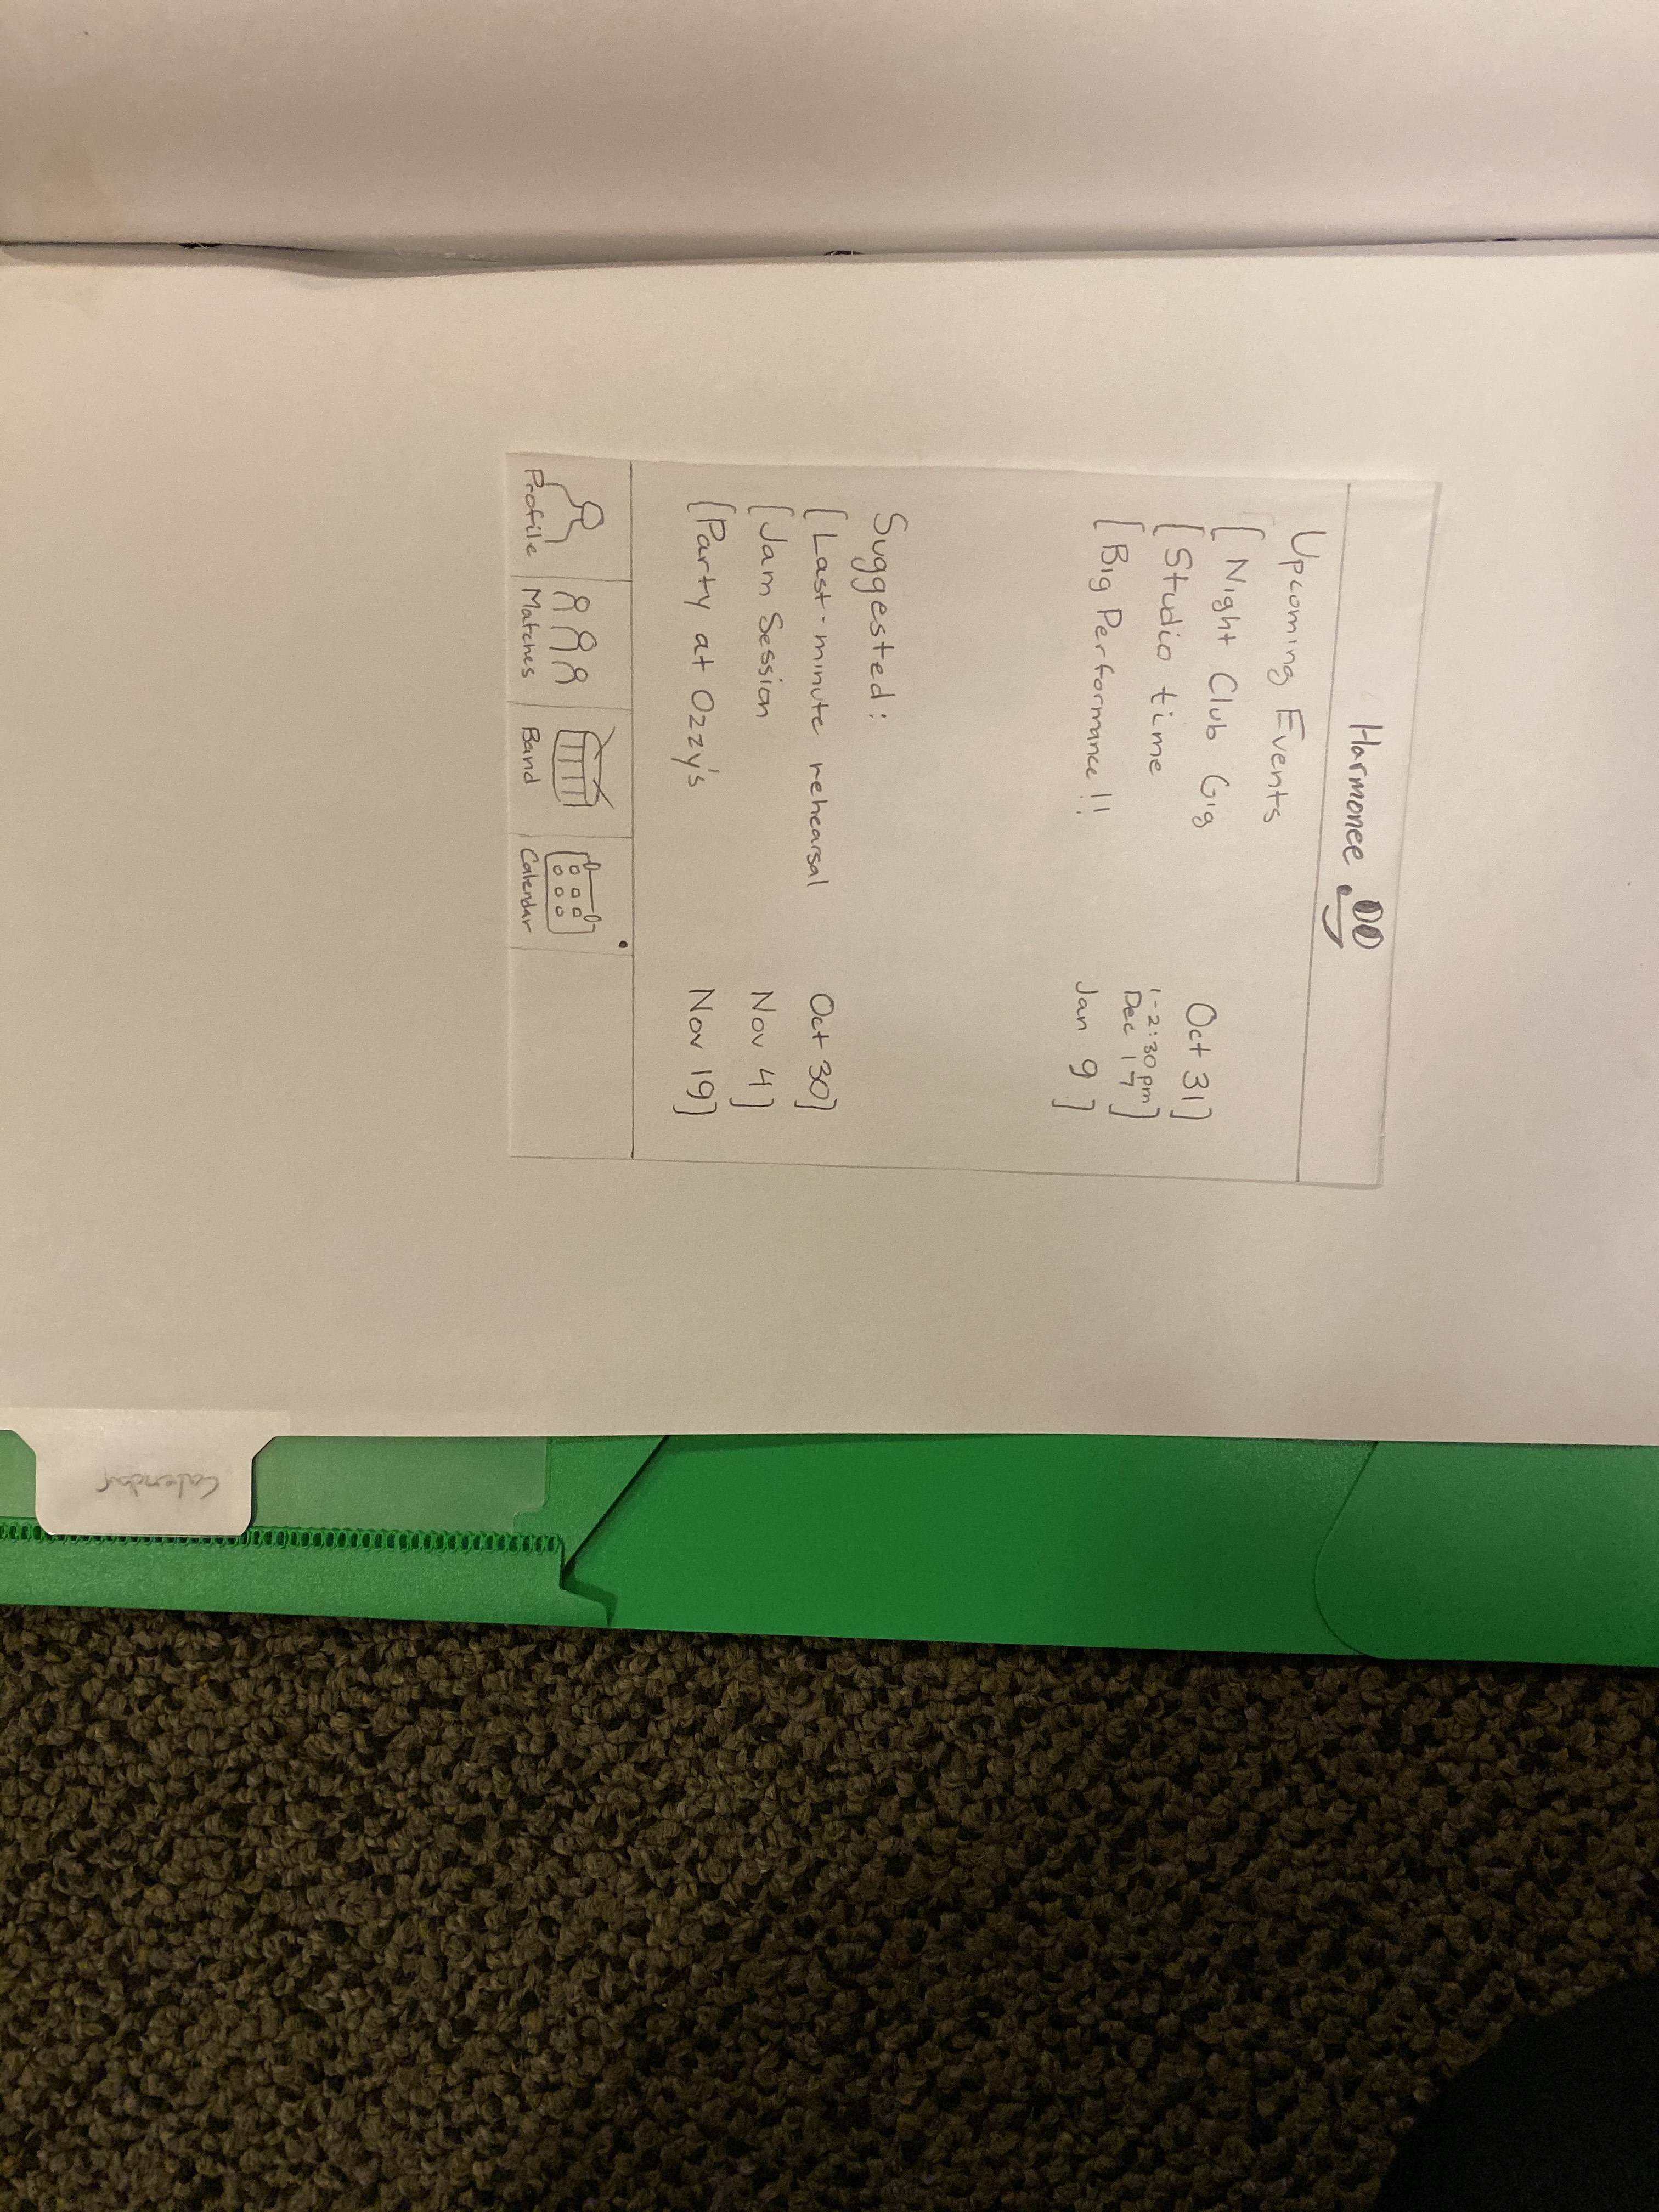 Harmonee
Upcoming Events
[Night Club Gig Oct 31]
[Studio time 1-2:30pm
Dec 17]
[Big Performance!! Jan 9]
Suggested:
[Last-minute rehearsal Oct 30]
[Jam Session Nov 4]
[Party at Ozzy's Nov 19]
Profile Matches Band Calendar
Calendar